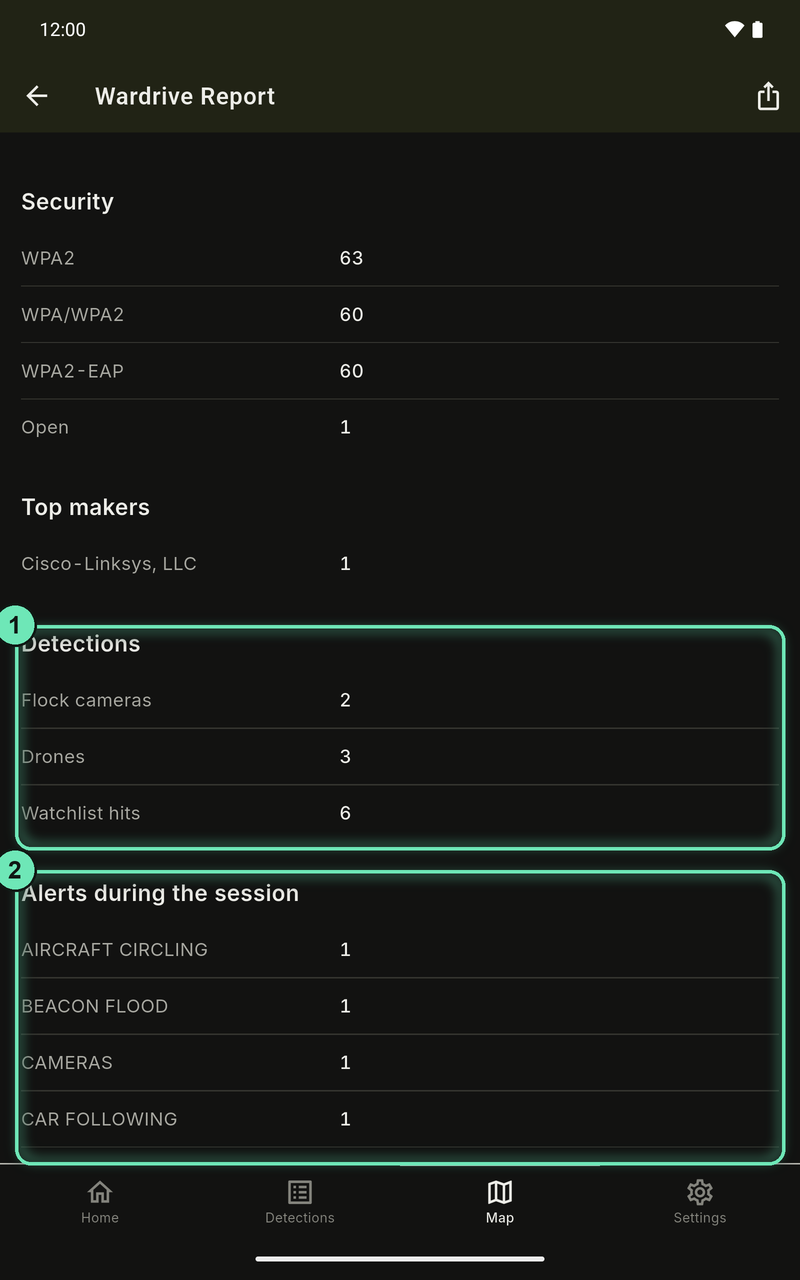 12:00
Wardrive Report
Security
WPA2 63
WPA/WPA2 60
WPA2-EAP 60
Open 1
Top makers
Cisco-Linksys, LLC 1
1
Detections
Flock cameras 2
Drones 3
Watchlist hits 6
2
Alerts during the session
AIRCRAFT CIRCLING 1
BEACON FLOOD 1
CAMERAS 1
CAR FOLLOWING 1
Home Detections Map Settings